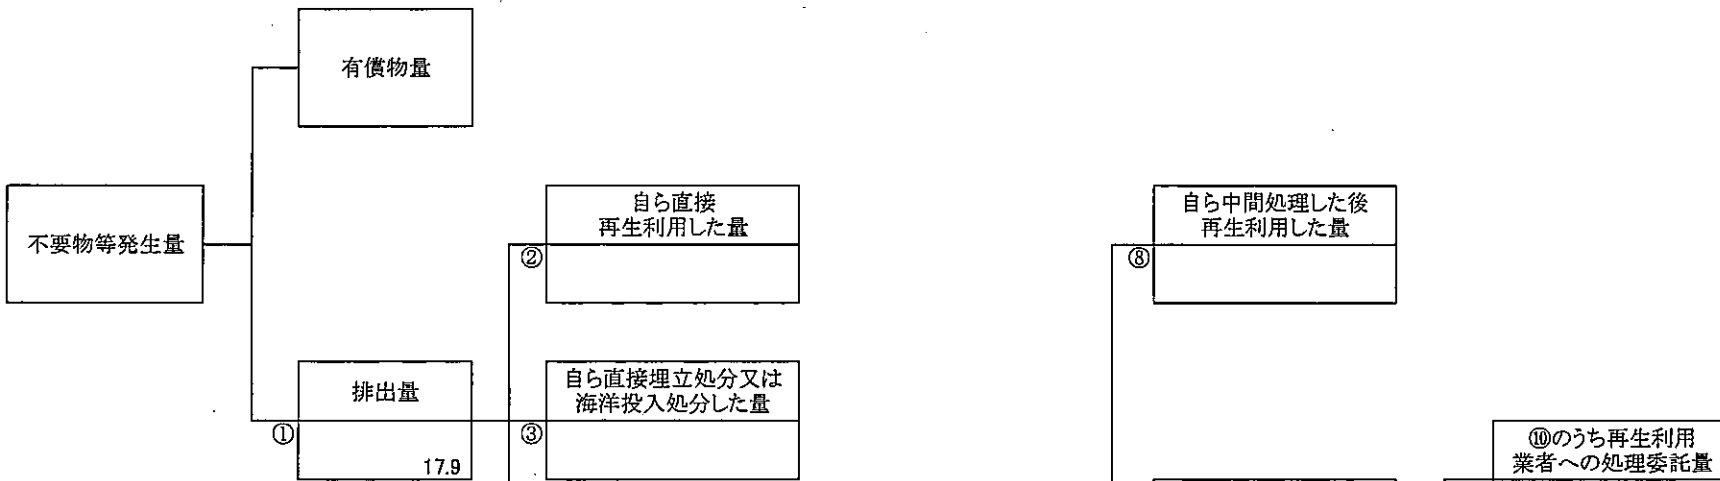 有償物量
不要物等発生量
自ら直接
再生利用した量
②
自ら中間処理した後
再生利用した量
⑧
排出量
①
17.9
自ら直接埋立処分又は
海洋投入処分した量
③
⑩のうち再生利用
業者への処理委託量